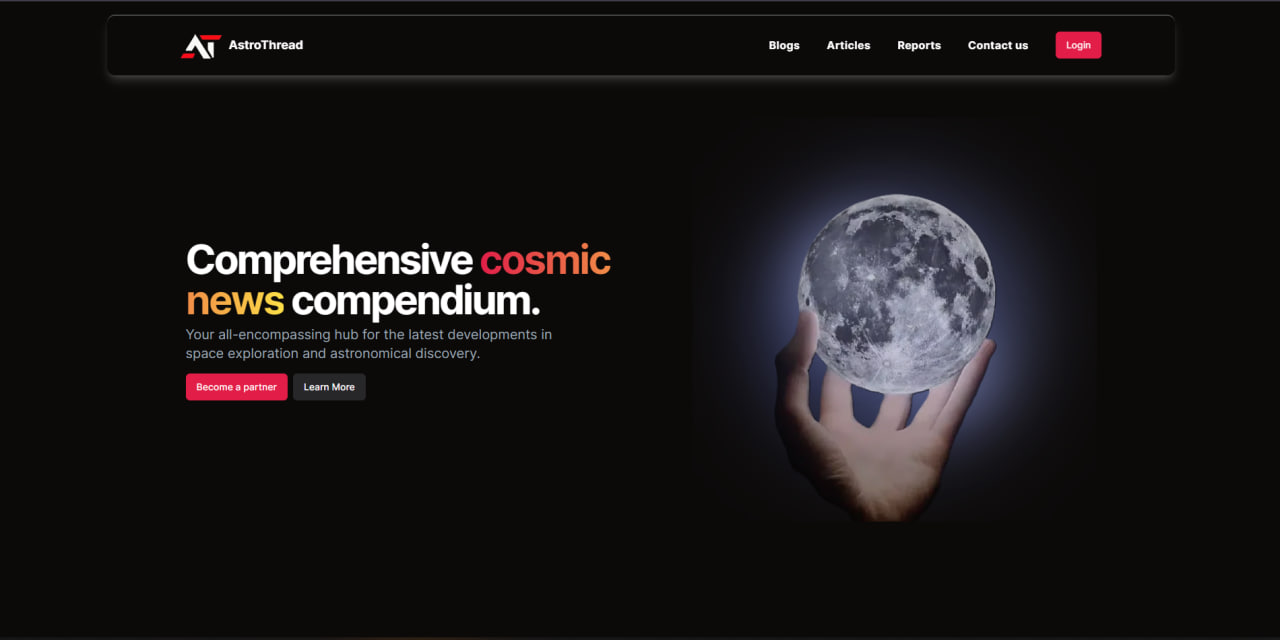 AT AstroThread
Blogs Articles Reports Contact us Login
Comprehensive cosmic
news compendium.
Your all-encompassing hub for the latest developments in
space exploration and astronomical discovery.
Become a partner Learn More